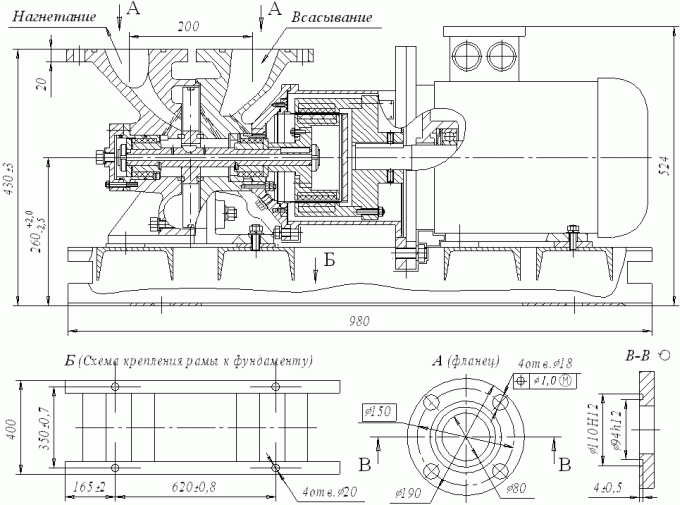 Нагнетание
А
А
Всасывание
200
20
430±3
260 +2,0 -2,5
524
Б
980
Б (Схема крепления рамы к фундаменту)
А (фланец)
4отв.⌀18
В-В
⌖ ⌀1,0 Ⓜ
⌀150
400
350±0,7
⌀110H12
⌀94h12
В
В
165±2
620±0,8
4отв.⌀20
⌀190
⌀80
4±0,5